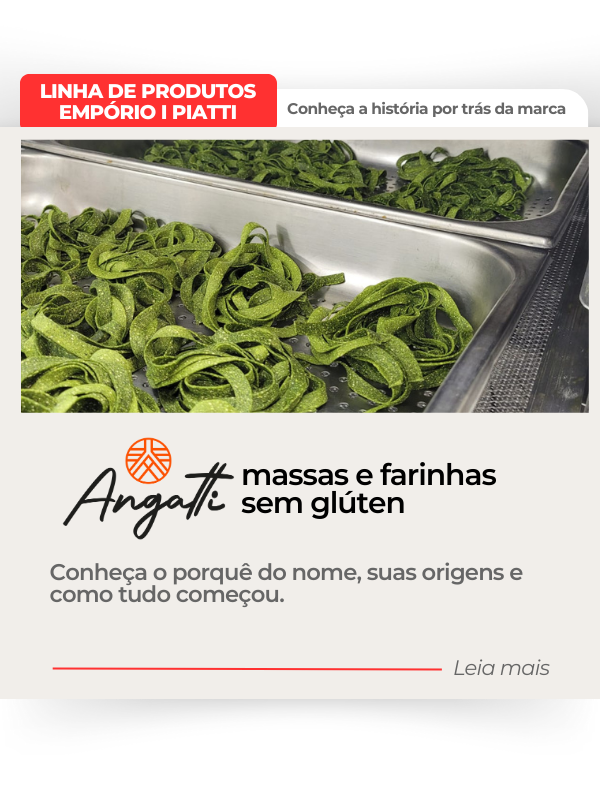 LINHA DE PRODUTOS
EMPÓRIO I PIATTI
Conheça a história por trás da marca
Angatti
massas e farinhas
sem glúten
Conheça o porquê do nome, suas origens e
como tudo começou.
Leia mais